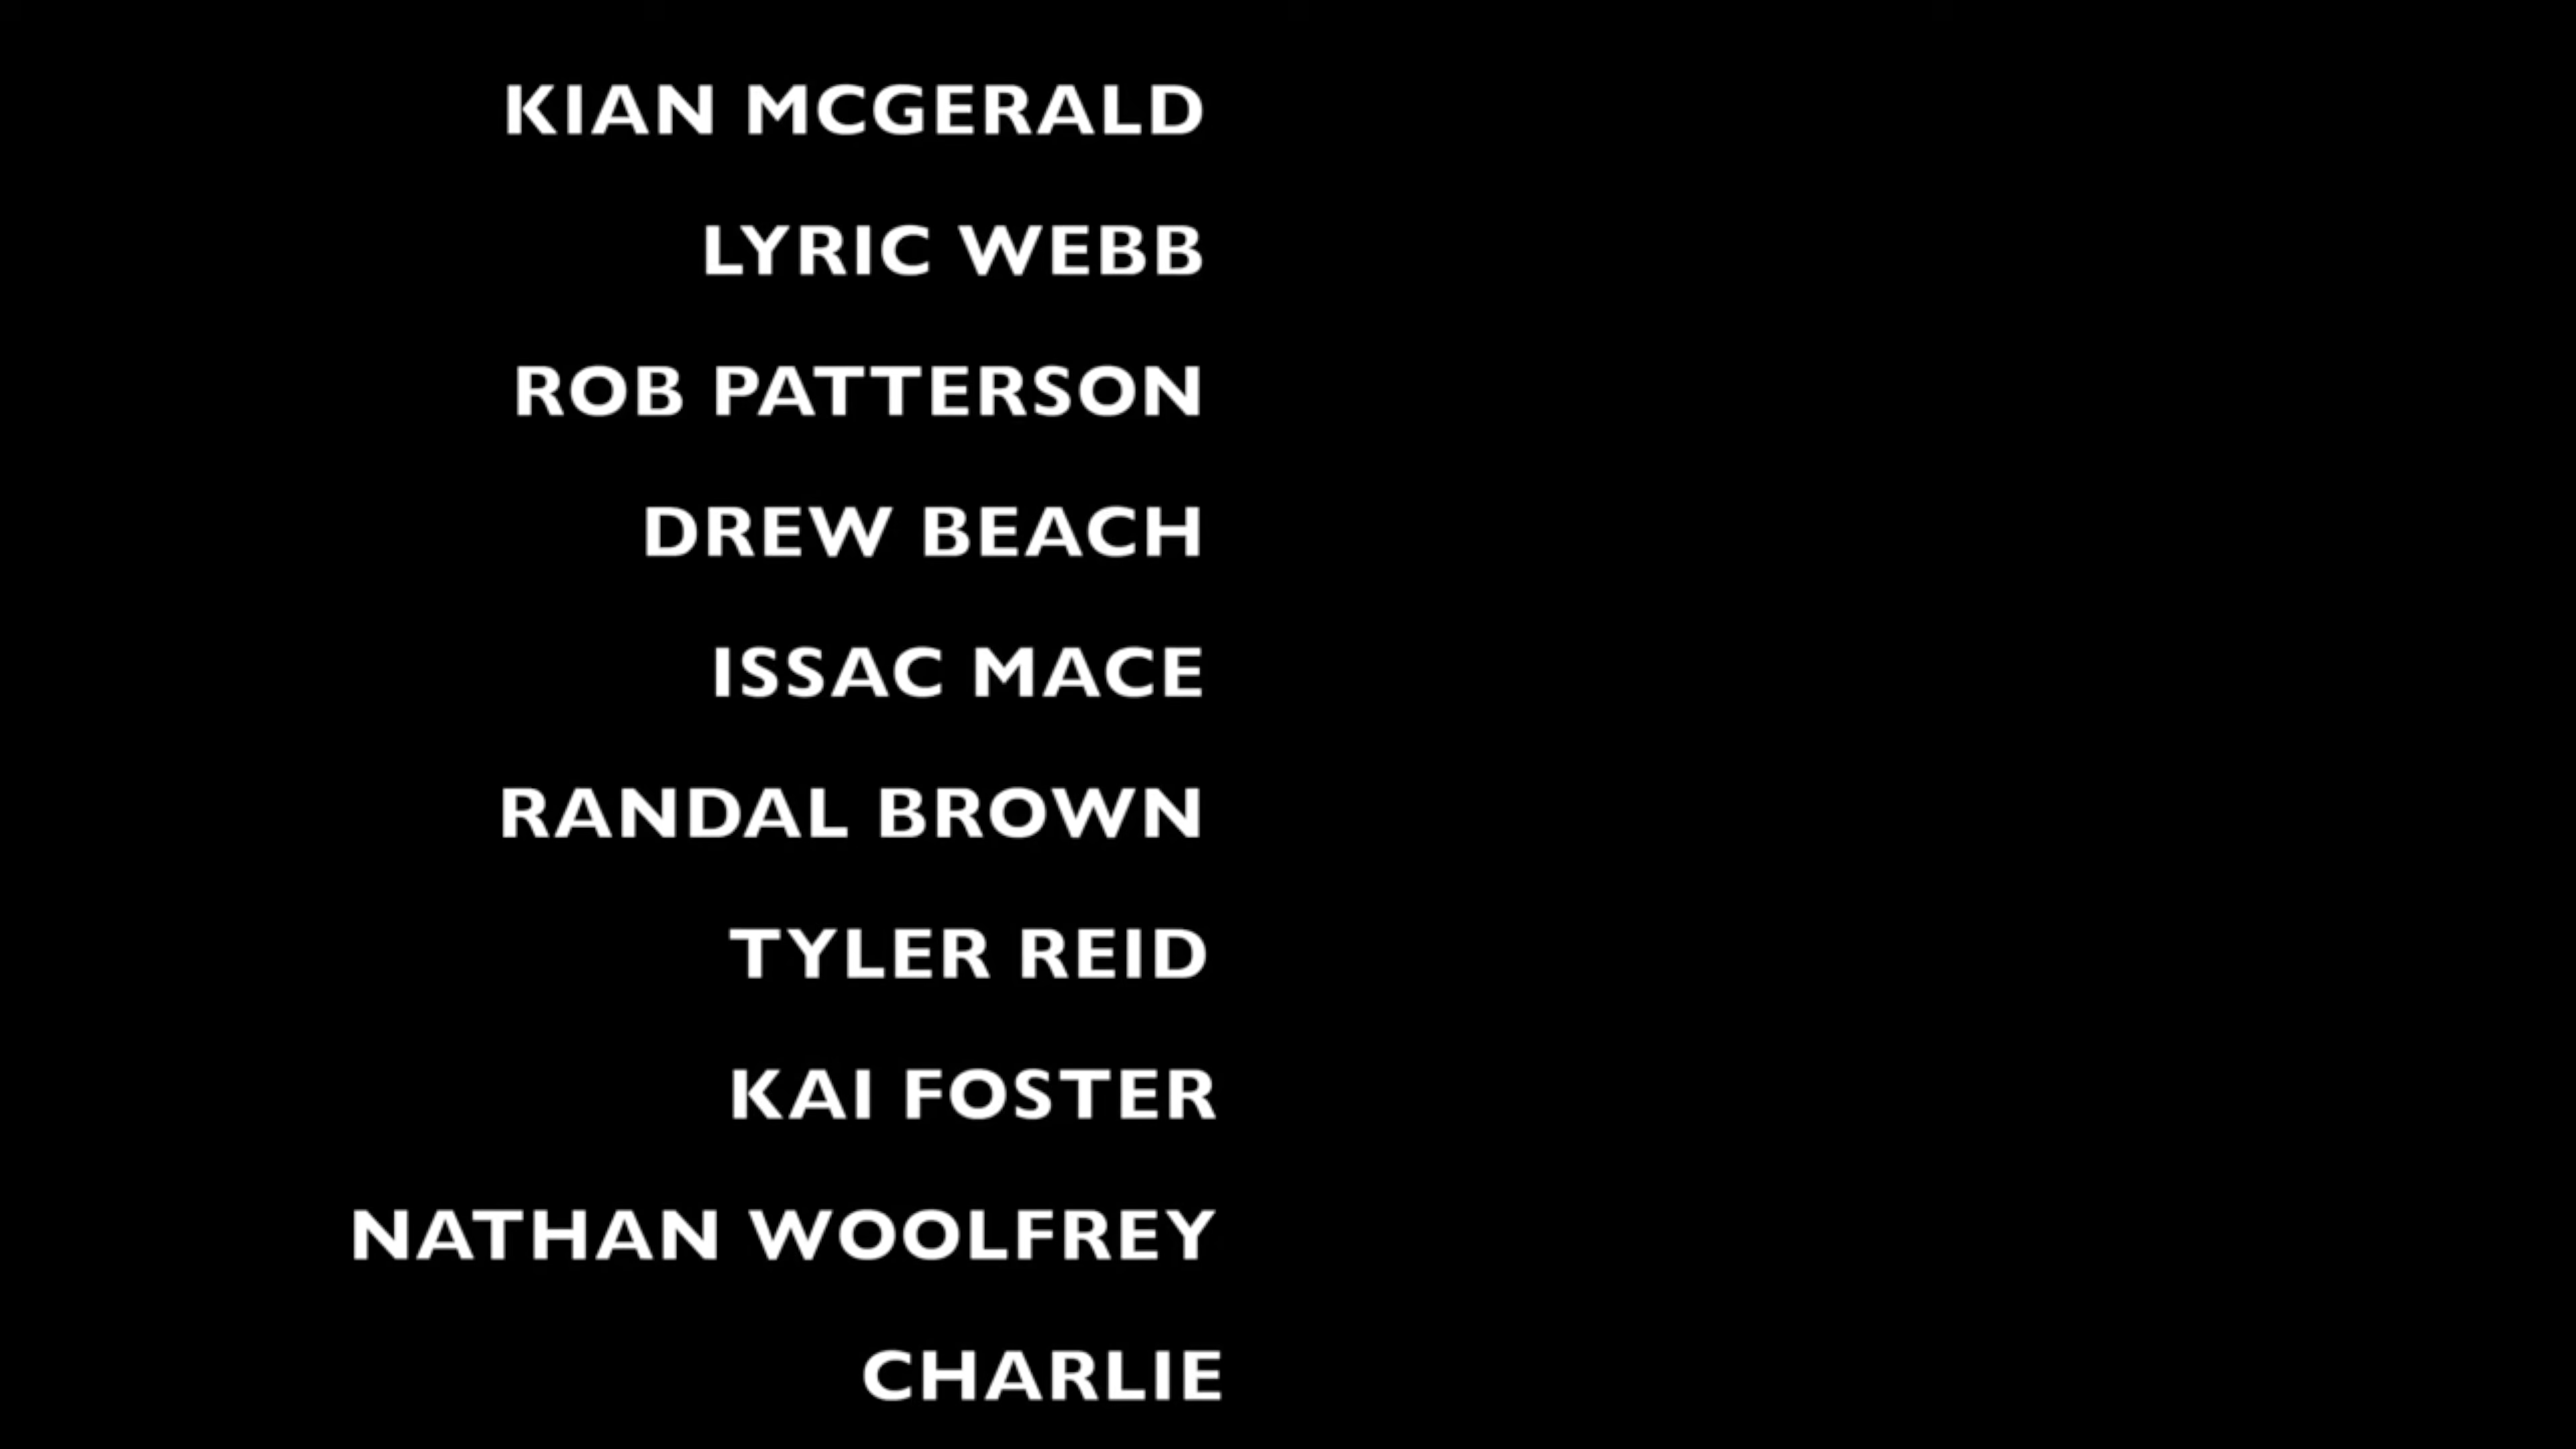 KIAN MCGERALD
LYRIC WEBB
ROB PATTERSON
DREW BEACH
ISSAC MACE
RANDAL BROWN
TYLER REID
KAI FOSTER
NATHAN WOOLFREY
CHARLIE